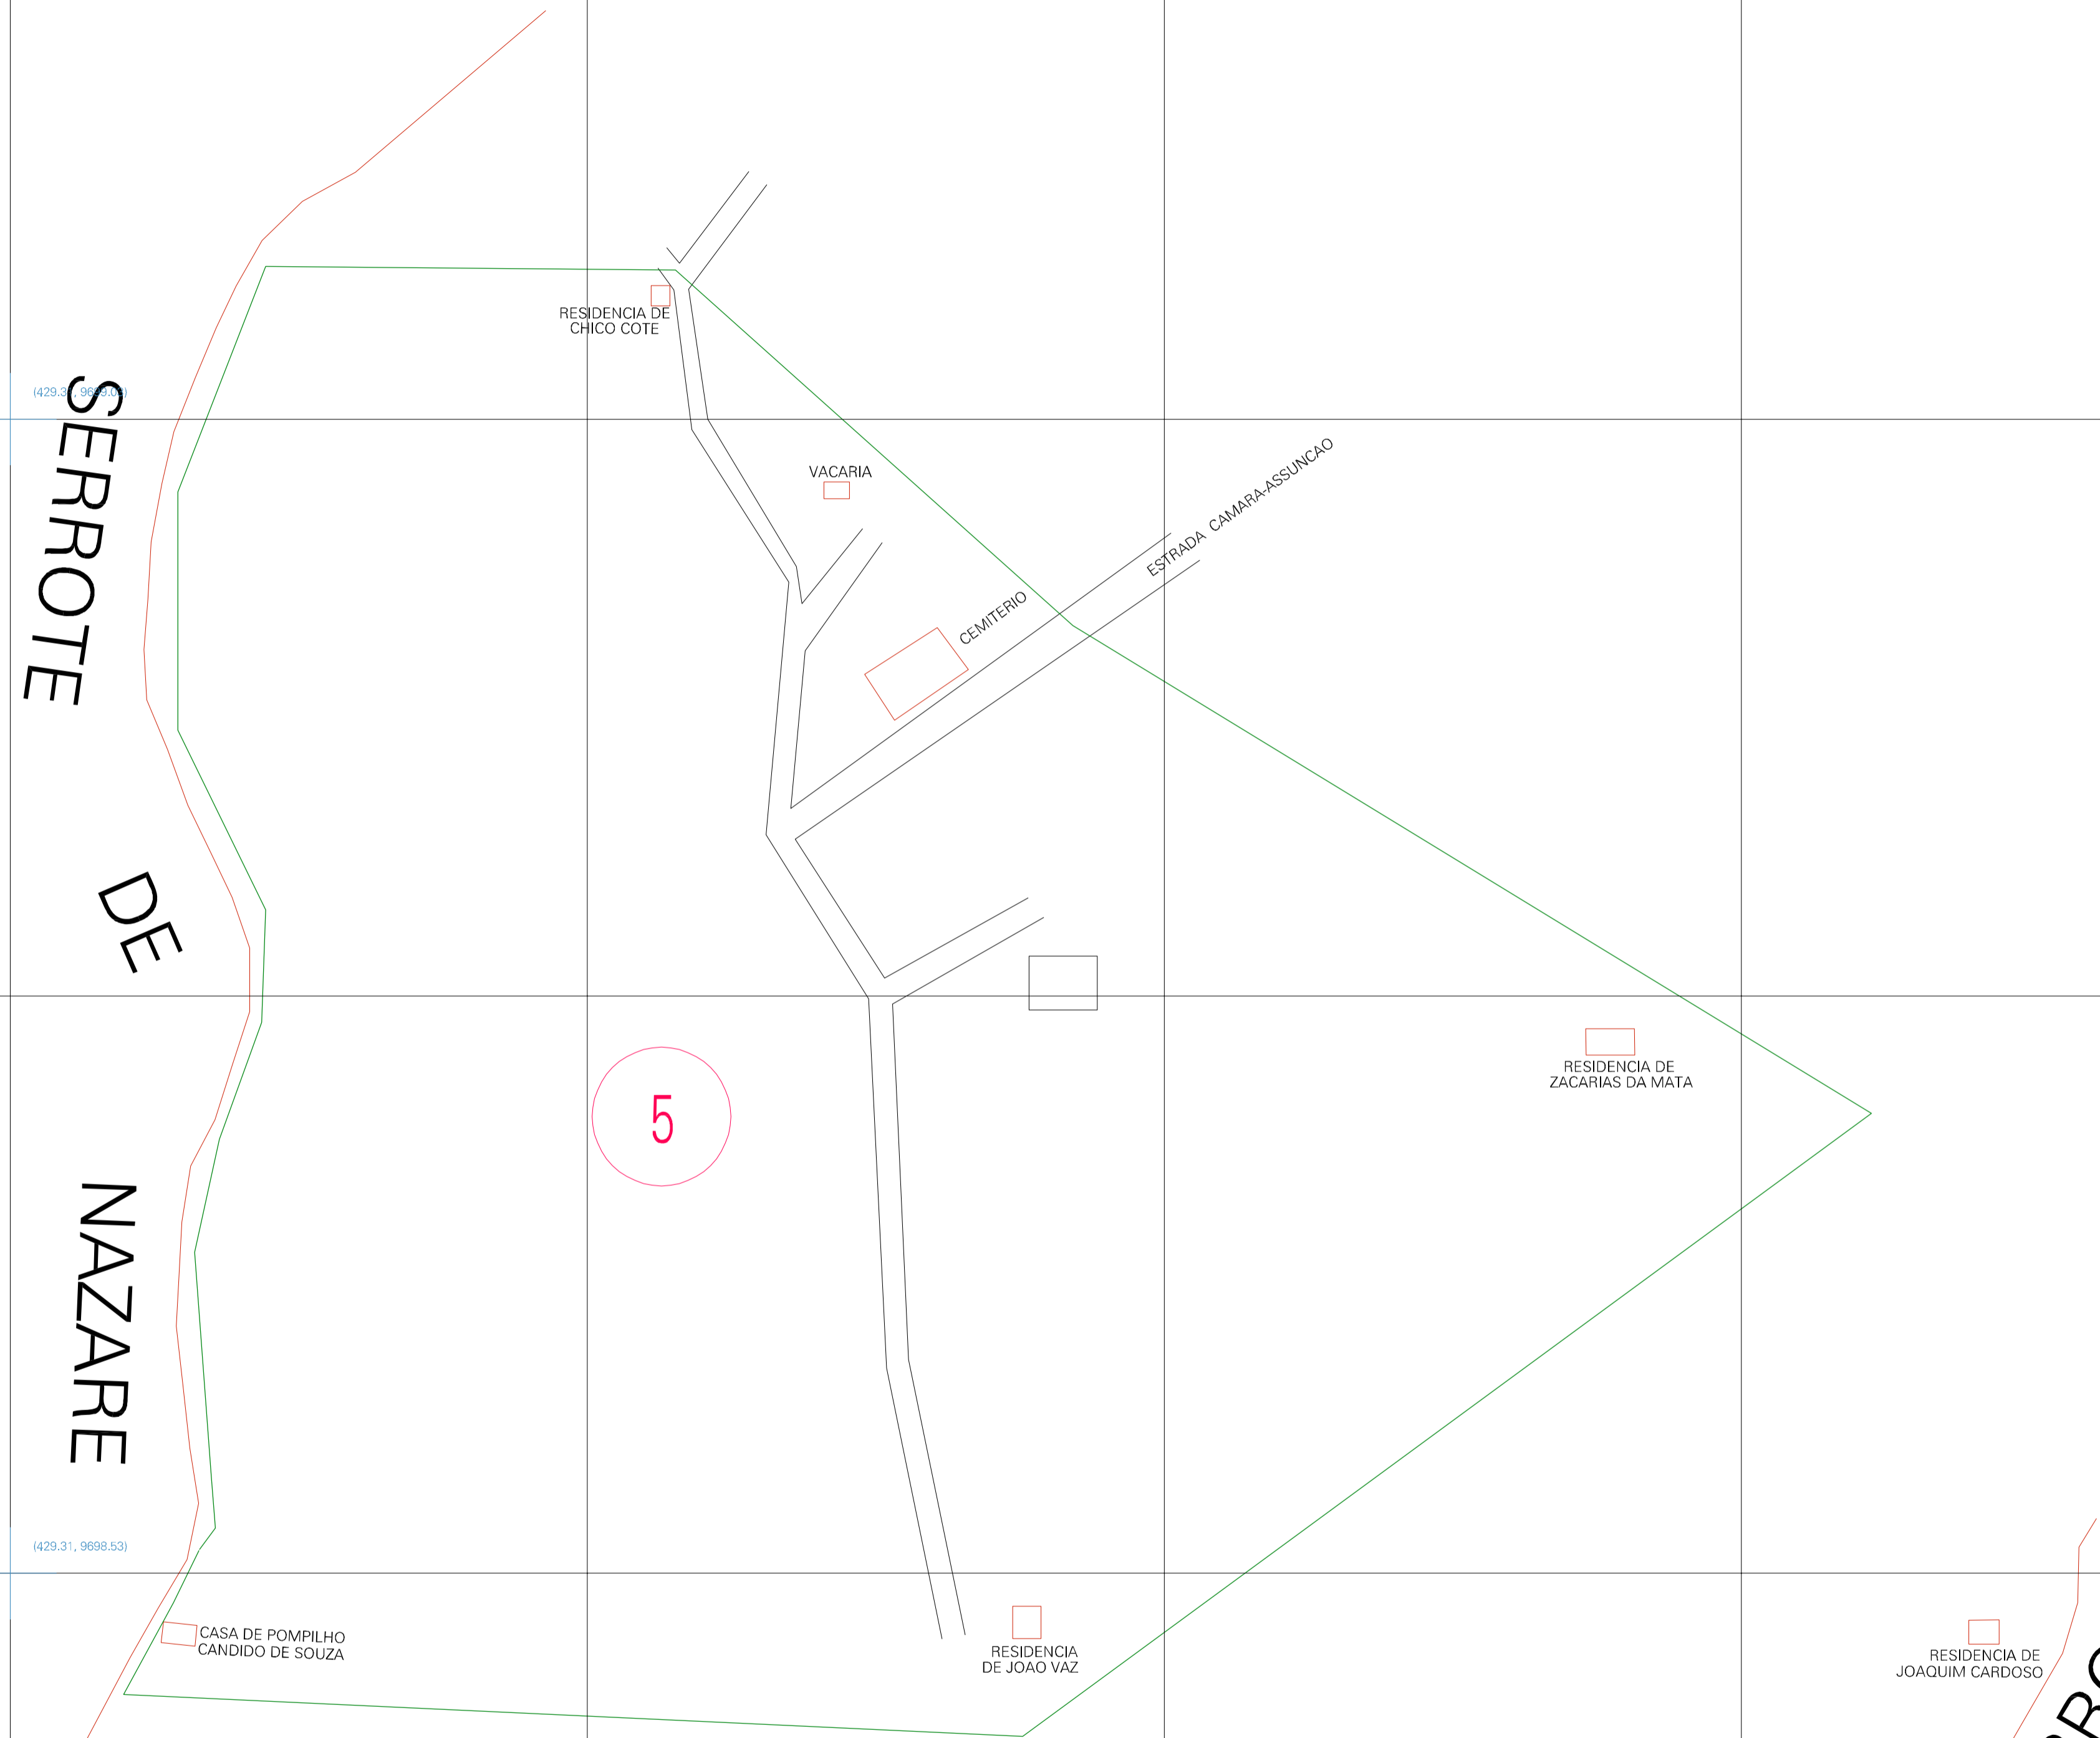 RESIDENCIA DE
CHICO COTE
(429.31, 9699.03)
SERROTE
VACARIA
ESTRADA CAMARA-ASSUNCAO
CEMITERIO
DE
RESIDENCIA DE
ZACARIAS DA MATA
5
NAZARE
(429.31, 9698.53)
CASA DE POMPILHO
CANDIDO DE SOUZA
RESIDENCIA
DE JOAO VAZ
RESIDENCIA DE
JOAQUIM CARDOSO